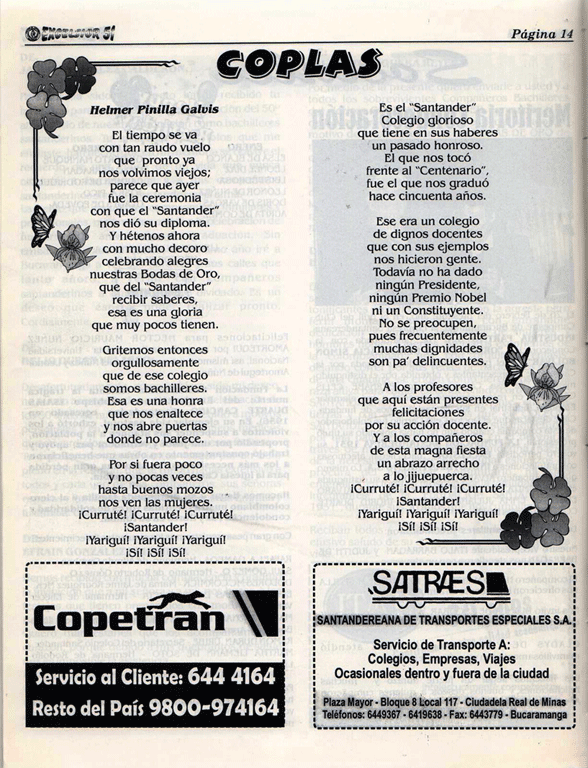 EXCELSIOR 51
Página 14
COPLAS
Helmer Pinilla Galvis
El tiempo se va
con tan raudo vuelo
que pronto ya
nos volvimos viejos;
parece que ayer
fue la ceremonia
con que el "Santander"
nos dió su diploma.
Y hétenos ahora
con mucho decoro
celebrando alegres
nuestras Bodas de Oro,
que del "Santander"
recibir saberes,
esa es una gloria
que muy pocos tienen.
Gritemos entonces
orgullosamente
que de ese colegio
somos bachilleres.
Esa es una honra
que nos enaltece
y nos abre puertas
donde no parece.
Por si fuera poco
y no pocas veces
hasta buenos mozos
nos ven las mujeres.
¡Curruté! ¡Curruté! ¡Curruté!
¡Santander!
¡Yariguí! ¡Yariguí! ¡Yariguí!
¡Sí! ¡Sí! ¡Sí!
Es el "Santander"
Colegio glorioso
que tiene en sus haberes
un pasado honroso.
El que nos tocó
frente al "Centenario",
fue el que nos graduó
hace cincuenta años.
Ese era un colegio
de dignos docentes
que con sus ejemplos
nos hicieron gente.
Todavía no ha dado
ningún Presidente,
ningún Premio Nobel
ni un Constituyente.
No se preocupen,
pues frecuentemente
muchas dignidades
son pa' delincuentes.
A los profesores
que aquí están presentes
felicitaciones
por su acción docente.
Y a los compañeros
de esta magna fiesta
un abrazo arrecho
a lo jijuepuerca.
¡Curruté! ¡Curruté! ¡Curruté!
¡Santander!
¡Yariguí! ¡Yariguí! ¡Yariguí!
¡Sí! ¡Sí! ¡Sí!
Copetran
Servicio al Cliente: 644 4164
Resto del País 9800-974164
SATRAES
SANTANDEREANA DE TRANSPORTES ESPECIALES S.A.
Servicio de Transporte A:
Colegios, Empresas, Viajes
Ocasionales dentro y fuera de la ciudad
Plaza Mayor - Bloque 8 Local 117 - Ciudadela Real de Minas
Teléfonos: 6449367 - 6419638 - Fax: 6443779 - Bucaramanga